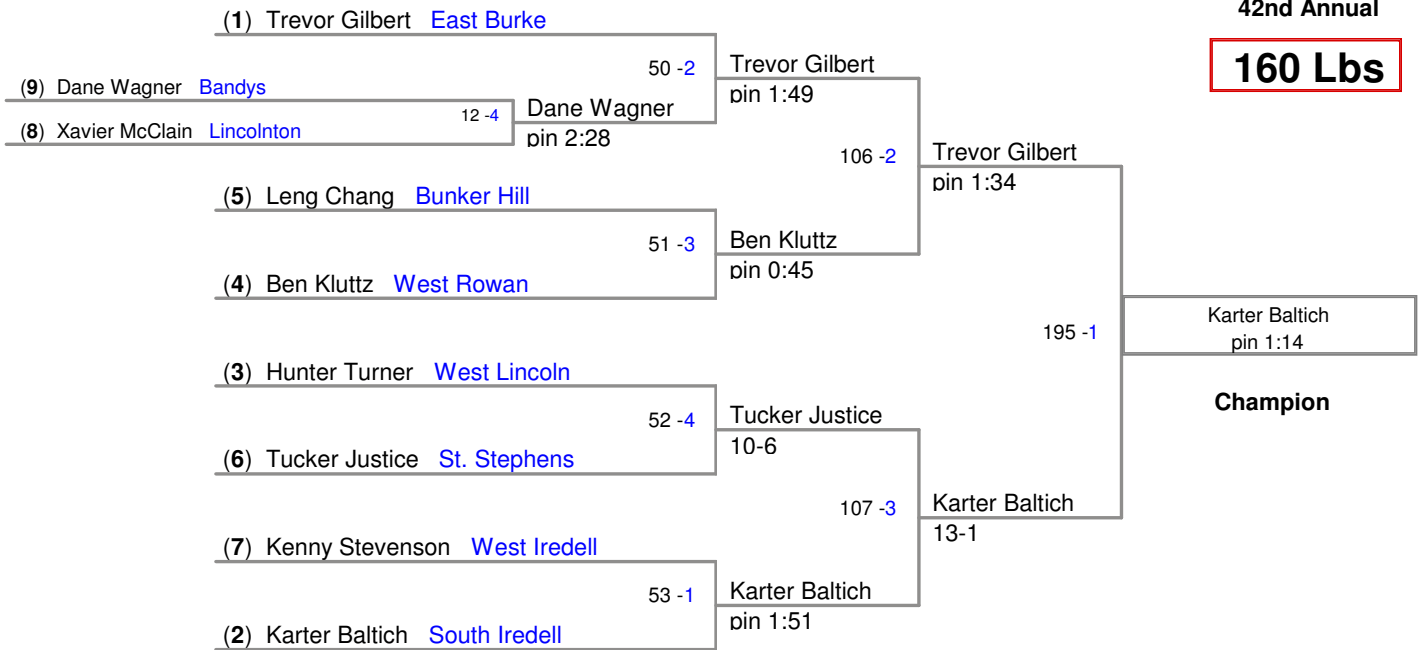 42nd Annual
160 Lbs
(1) Trevor Gilbert East Burke
50 -2
Trevor Gilbert
pin 1:49
(9) Dane Wagner Bandys
12 -4
Dane Wagner
pin 2:28
(8) Xavier McClain Lincolnton
106 -2
Trevor Gilbert
pin 1:34
(5) Leng Chang Bunker Hill
51 -3
Ben Kluttz
pin 0:45
(4) Ben Kluttz West Rowan
195 -1
Karter Baltich
pin 1:14
Champion
(3) Hunter Turner West Lincoln
52 -4
Tucker Justice
10-6
(6) Tucker Justice St. Stephens
107 -3
Karter Baltich
13-1
(7) Kenny Stevenson West Iredell
53 -1
Karter Baltich
pin 1:51
(2) Karter Baltich South Iredell